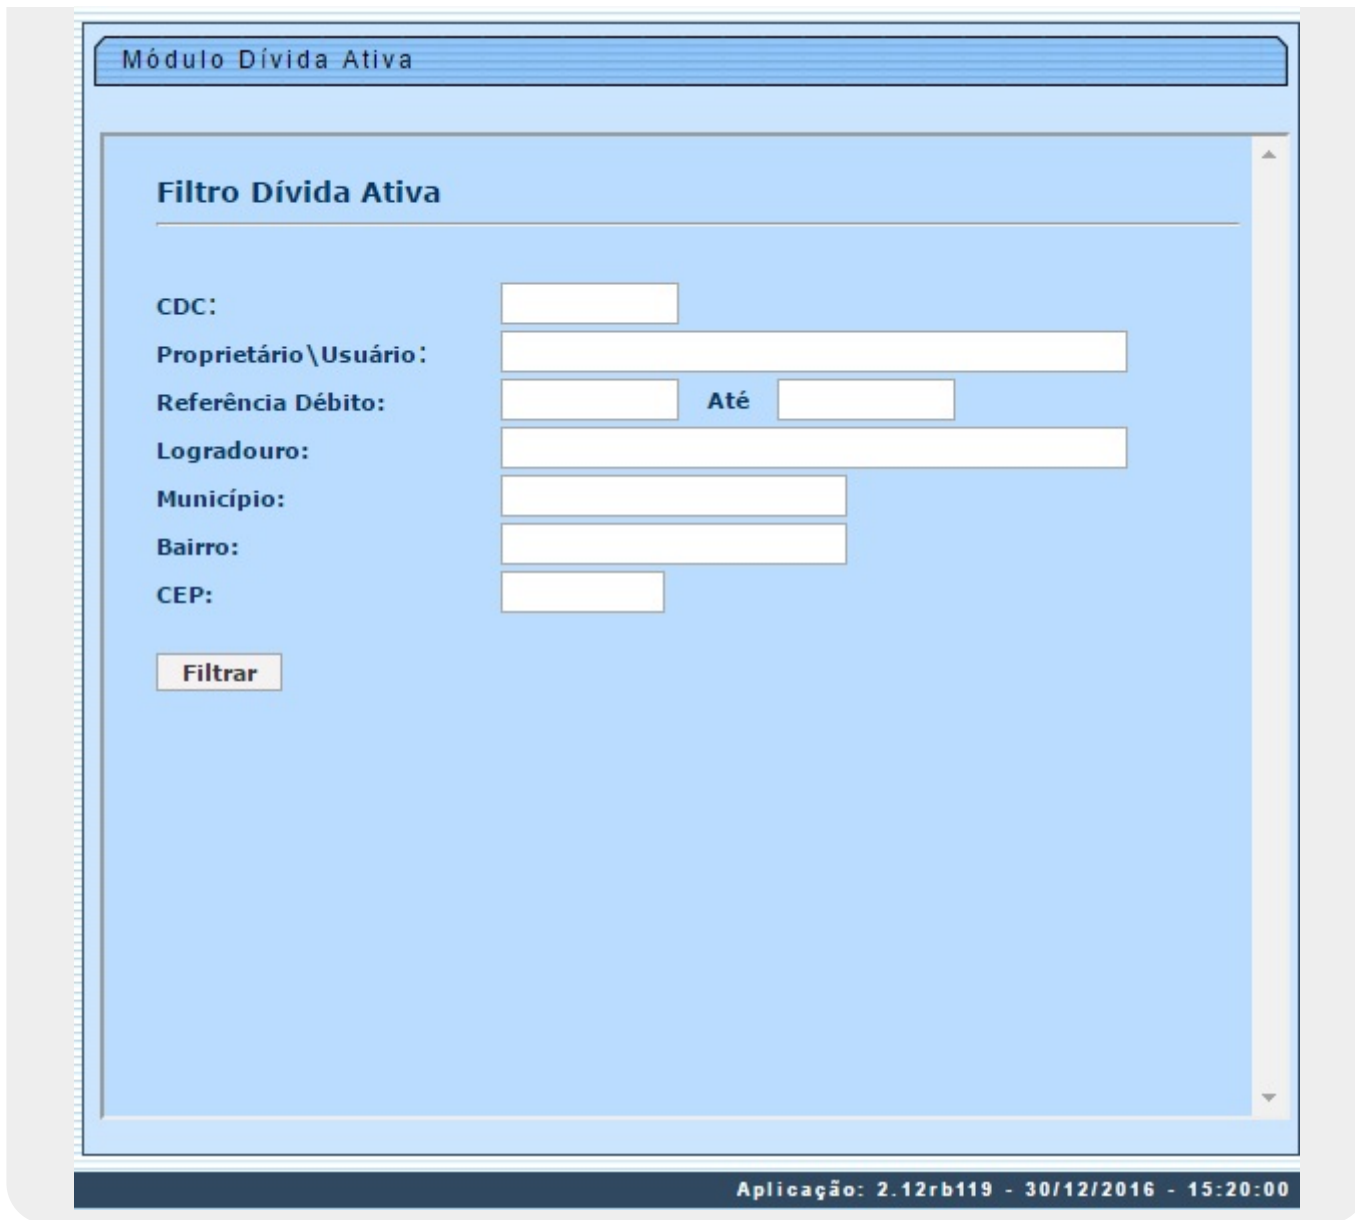 Módulo Dívida Ativa
Filtro Dívida Ativa
CDC:
Proprietário\Usuário:
Referência Débito: Até
Logradouro:
Município:
Bairro:
CEP:
Filtrar
Aplicação: 2.12rb119 - 30/12/2016 - 15:20:00